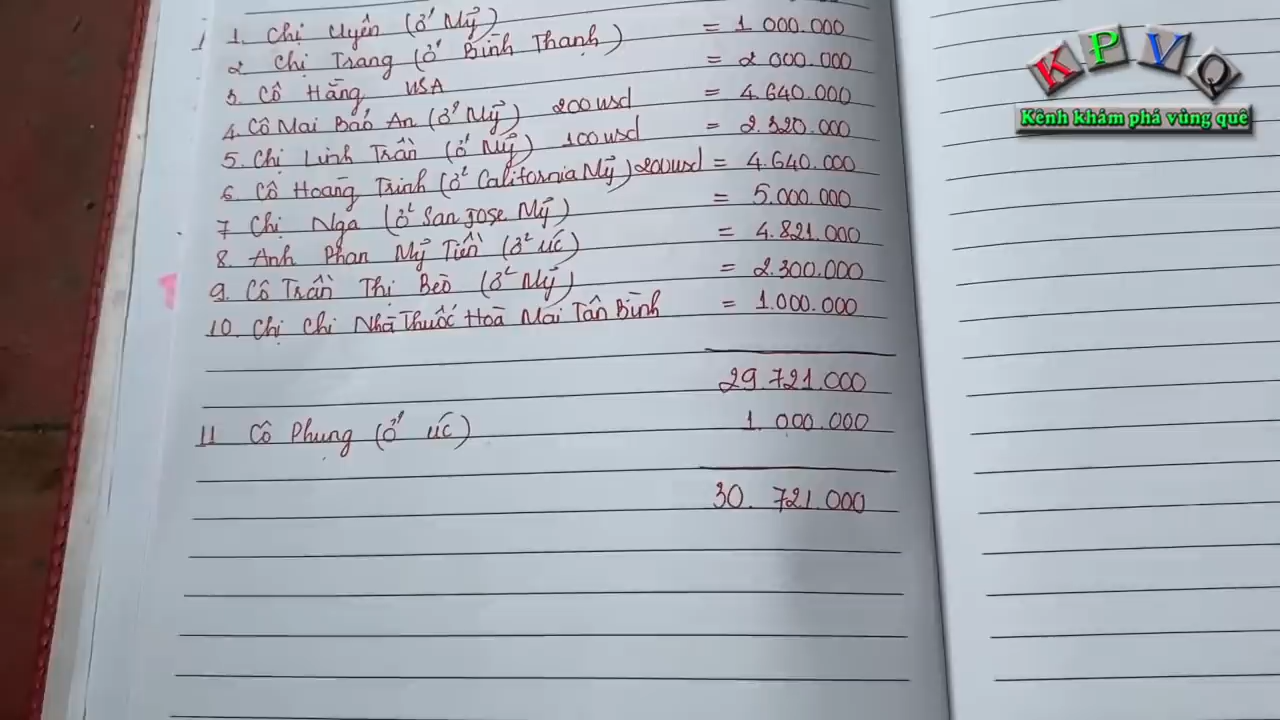 1. Chị Uyên (ở Mỹ)
2 Chị Trang (ở Bình Thạnh) = 1 000.000
3. Cô Hằng USA = 2 000.000
4. Cô Mai Bảo An (ở Mỹ) 200 usd = 4.640.000
5. Chị Linh Trần (ở Mỹ) 100 usd = 2.320.000
6. Cô Hoàng Trinh (ở California Mỹ) 200 usd = 4.640.000
7 Chị Nga (ở San Jose Mỹ) = 5.000.000
8. Anh Phan Mỹ Tiền (ở Úc) = 4.821.000
9. Cô Trần Thị Bèo (ở Mỹ) = 2.300.000
10. Chị Chi Nhà Thuốc Hoà Mai Tân Bình = 1.000.000
29.721.000
11 Cô Phụng (ở Úc) 1. 000.000
30. 721.000
KPVQ
Kênh khám phá vùng quê